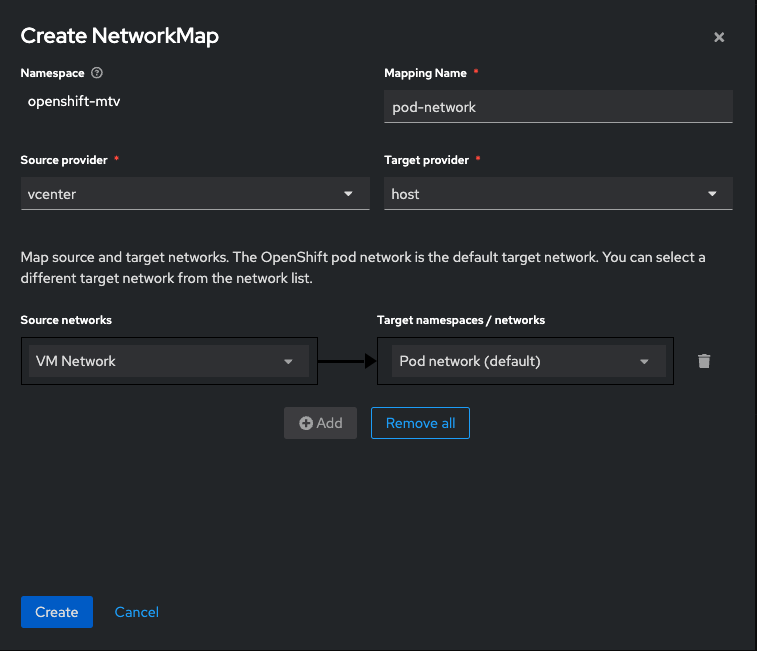 Create NetworkMap
Namespace
openshift-mtv
Mapping Name *
pod-network
Source provider *
vcenter
Target provider *
host
Map source and target networks. The OpenShift pod network is the default target network. You can select a
different target network from the network list.
Source networks
Target namespaces / networks
VM Network
Pod network (default)
Add
Remove all
Create
Cancel